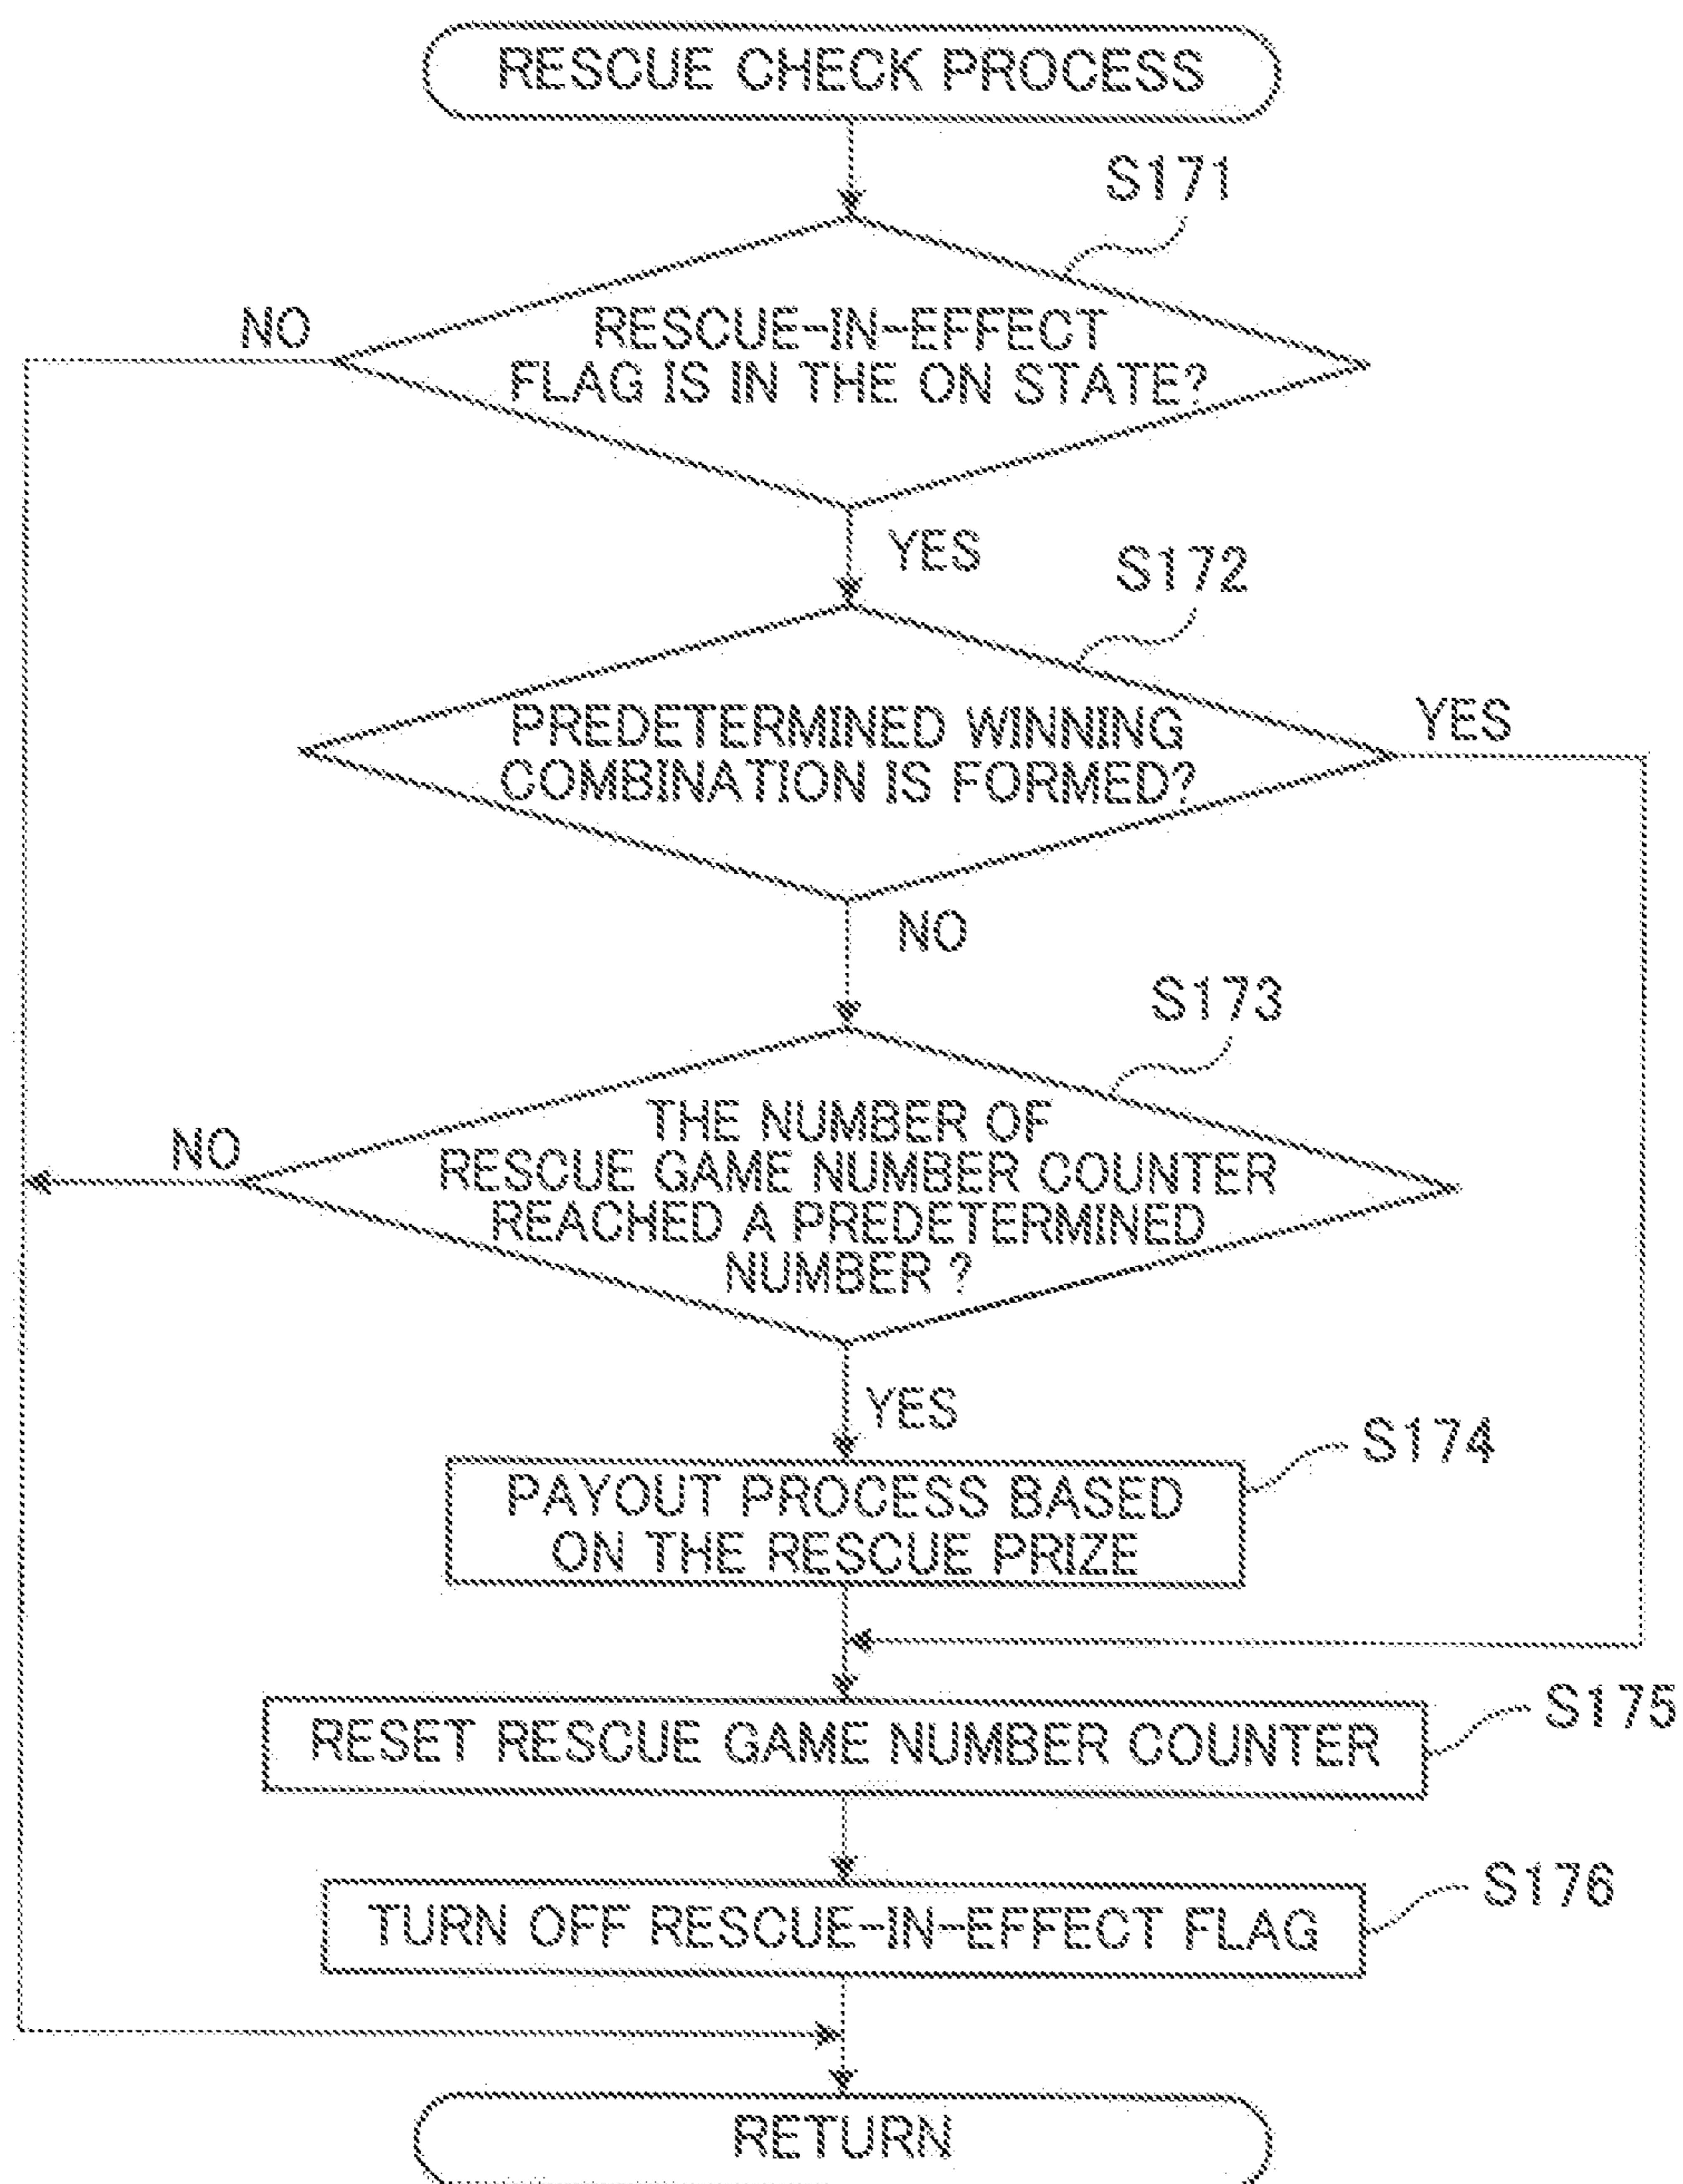 RESCUE CHECK PROCESS
S171
NO
RESCUE-IN-EFFECT
FLAG IS IN THE ON STATE?
YES
S172
PREDETERMINED WINNING
COMBINATION IS FORMED?
YES
NO
S173
THE NUMBER OF
RESCUE GAME NUMBER COUNTER
REACHED A PREDETERMINED
NUMBER ?
NO
YES
S174
PAYOUT PROCESS BASED
ON THE RESCUE PRIZE
S175
RESET RESCUE GAME NUMBER COUNTER
S176
TURN OFF RESCUE-IN-EFFECT FLAG
RETURN